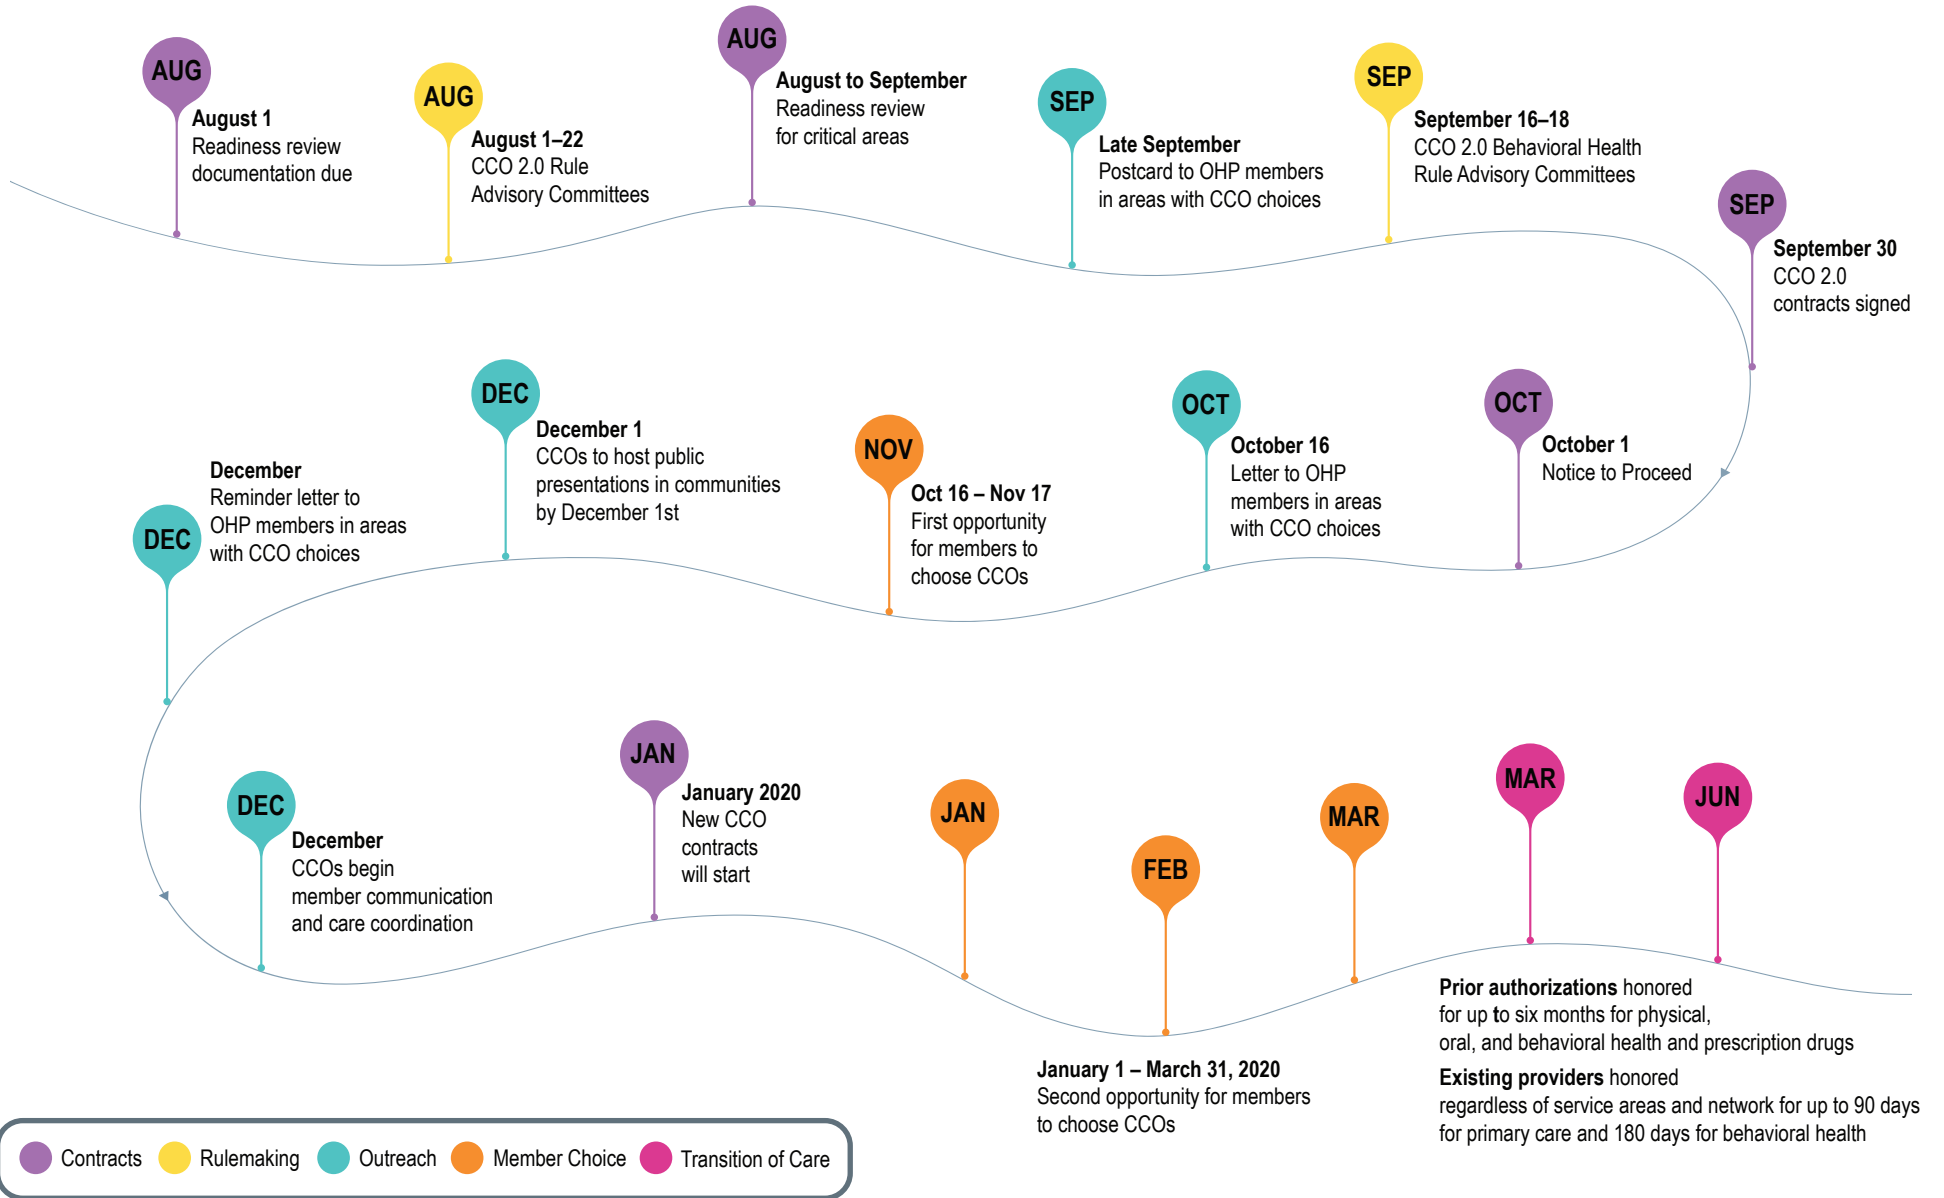 AUG
August 1
Readiness review
documentation due
AUG
August 1–22
CCO 2.0 Rule
Advisory Committees
AUG
August to September
Readiness review
for critical areas
SEP
Late September
Postcard to OHP members
in areas with CCO choices
SEP
September 16–18
CCO 2.0 Behavioral Health
Rule Advisory Committees
SEP
September 30
CCO 2.0
contracts signed
OCT
October 1
Notice to Proceed
OCT
October 16
Letter to OHP
members in areas
with CCO choices
NOV
Oct 16 – Nov 17
First opportunity
for members to
choose CCOs
DEC
December 1
CCOs to host public
presentations in communities
by December 1st
DEC
December
Reminder letter to
OHP members in areas
with CCO choices
DEC
December
CCOs begin
member communication
and care coordination
JAN
January 2020
New CCO
contracts
will start
JAN
FEB
MAR
January 1 – March 31, 2020
Second opportunity for members
to choose CCOs
MAR
JUN
Prior authorizations honored
for up to six months for physical,
oral, and behavioral health and prescription drugs
Existing providers honored
regardless of service areas and network for up to 90 days
for primary care and 180 days for behavioral health
Contracts
Rulemaking
Outreach
Member Choice
Transition of Care